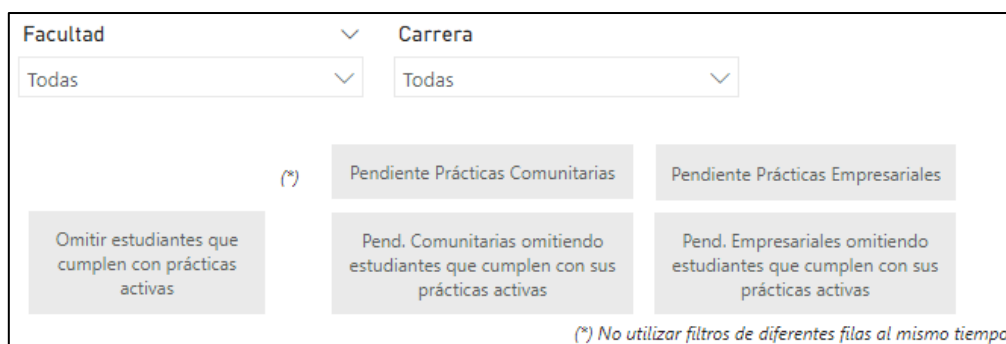 Facultad
Carrera
Todas
Todas
(*)
Pendiente Prácticas Comunitarias
Pendiente Prácticas Empresariales
Omitir estudiantes que
cumplen con prácticas
activas
Pend. Comunitarias omitiendo
estudiantes que cumplen con sus
prácticas activas
Pend. Empresariales omitiendo
estudiantes que cumplen con sus
prácticas activas
(*) No utilizar filtros de diferentes filas al mismo tiempo